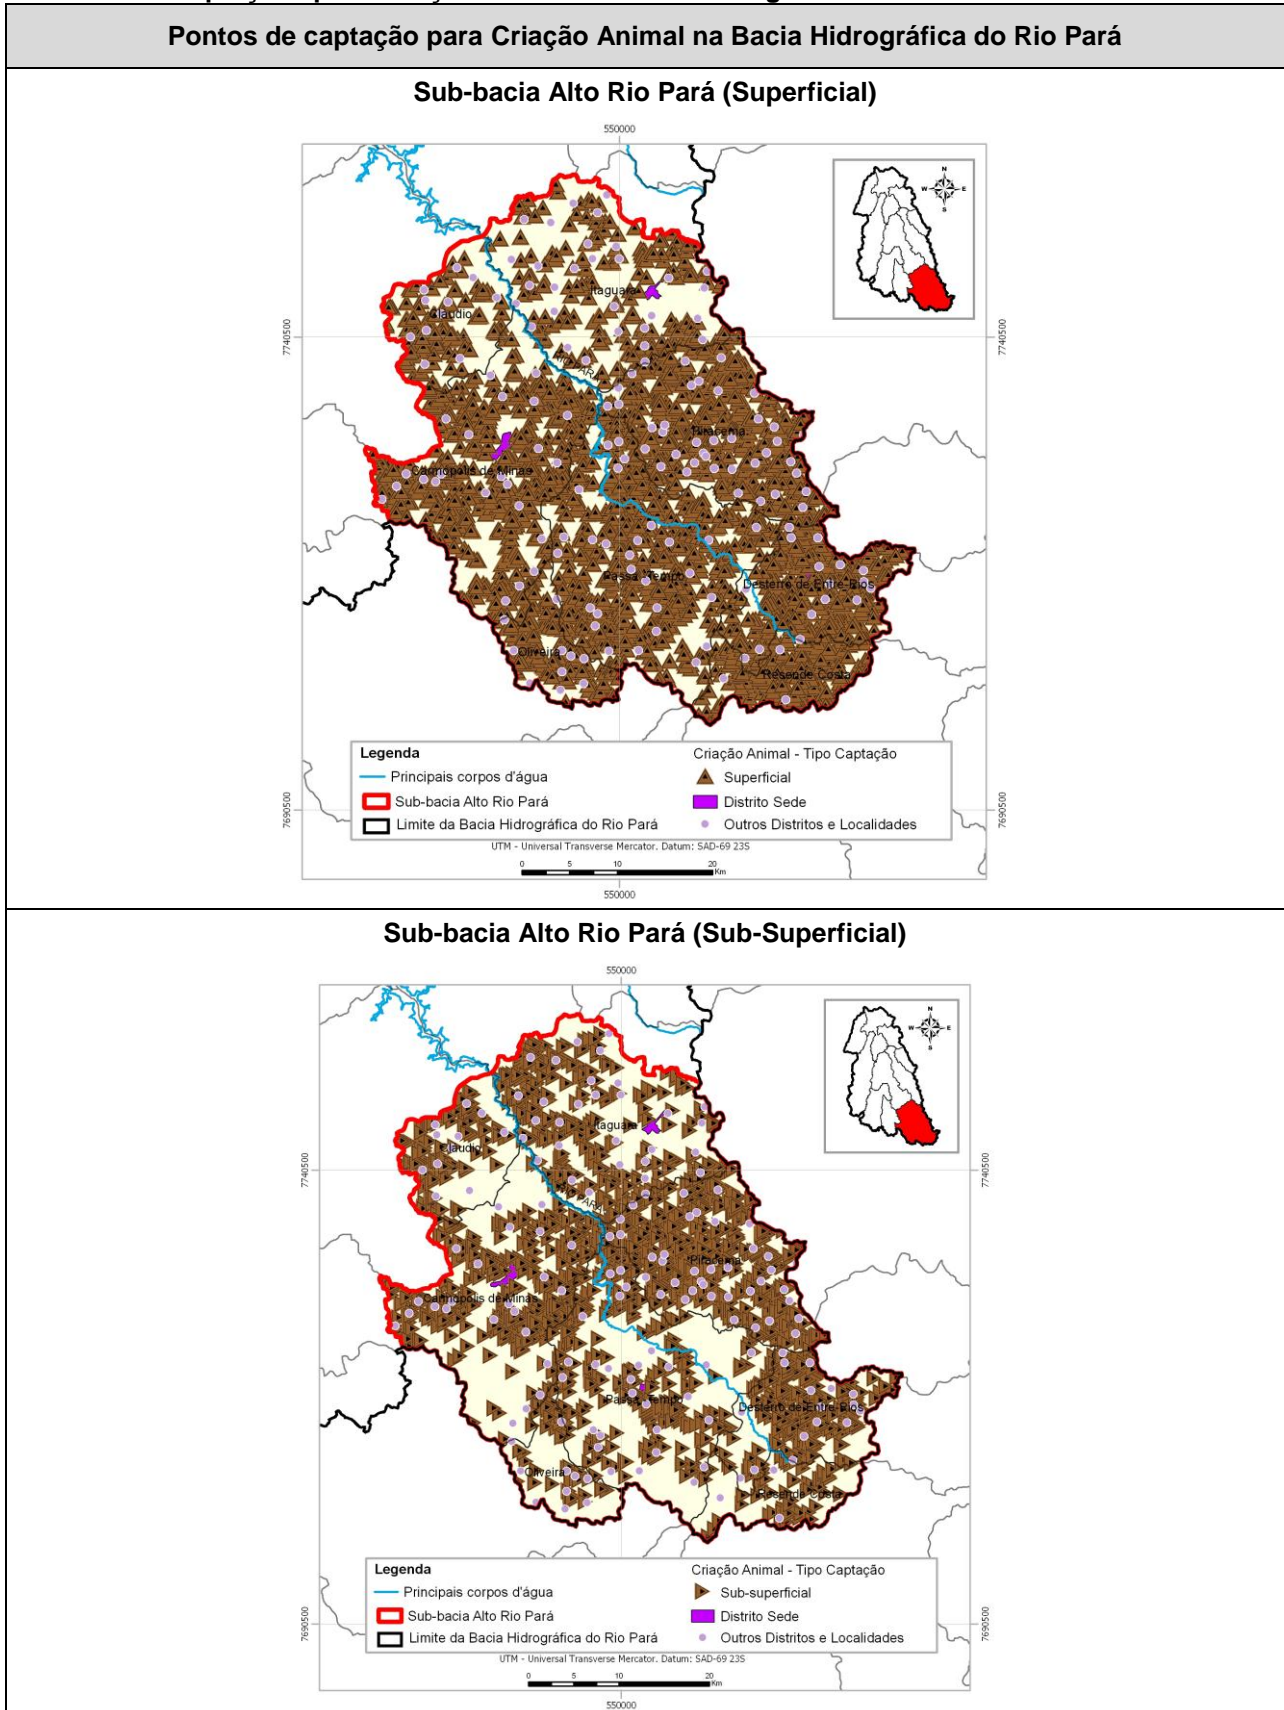 Pontos de captação para Criação Animal na Bacia Hidrográfica do Rio Pará
Sub-bacia Alto Rio Pará (Superficial)
550000
N
W E
S
Itaguara
Cláudio
7740500
7740500
RIO PARÁ
Piracema
Carmópolis de Minas
Passa Tempo
Desterro de Entre-Rios
Oliveira
Resende Costa
Legenda
Principais corpos d'água
Sub-bacia Alto Rio Pará
Limite da Bacia Hidrográfica do Rio Pará
Criação Animal - Tipo Captação
Superficial
Distrito Sede
Outros Distritos e Localidades
7690500
7690500
UTM - Universal Transverse Mercator. Datum: SAD-69 23S
0 5 10 20
Km
550000
Sub-bacia Alto Rio Pará (Sub-Superficial)
550000
N
W E
S
Itaguara
Cláudio
7740500
7740500
RIO PARÁ
Piracema
Carmópolis de Minas
Passa Tempo
Desterro de Entre-Rios
Oliveira
Resende Costa
Legenda
Principais corpos d'água
Sub-bacia Alto Rio Pará
Limite da Bacia Hidrográfica do Rio Pará
Criação Animal - Tipo Captação
Sub-superficial
Distrito Sede
Outros Distritos e Localidades
7690500
7690500
UTM - Universal Transverse Mercator. Datum: SAD-69 23S
0 5 10 20
Km
550000